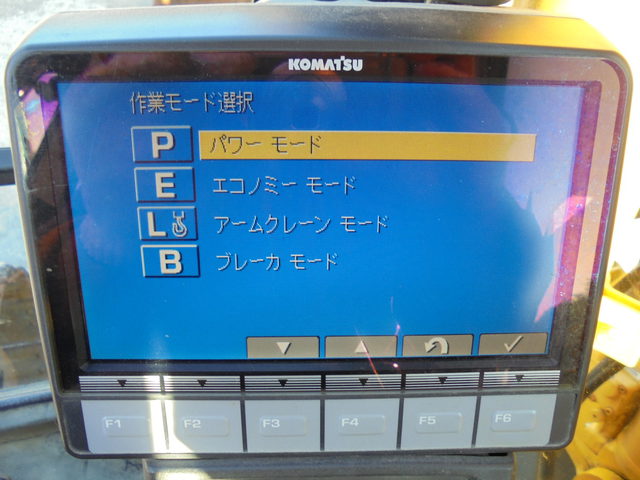 KOMATSU
作業モード選択
P パワー モード
E エコノミー モード
L アームクレーン モード
B ブレーカ モード
F1 F2 F3 F4 F5 F6